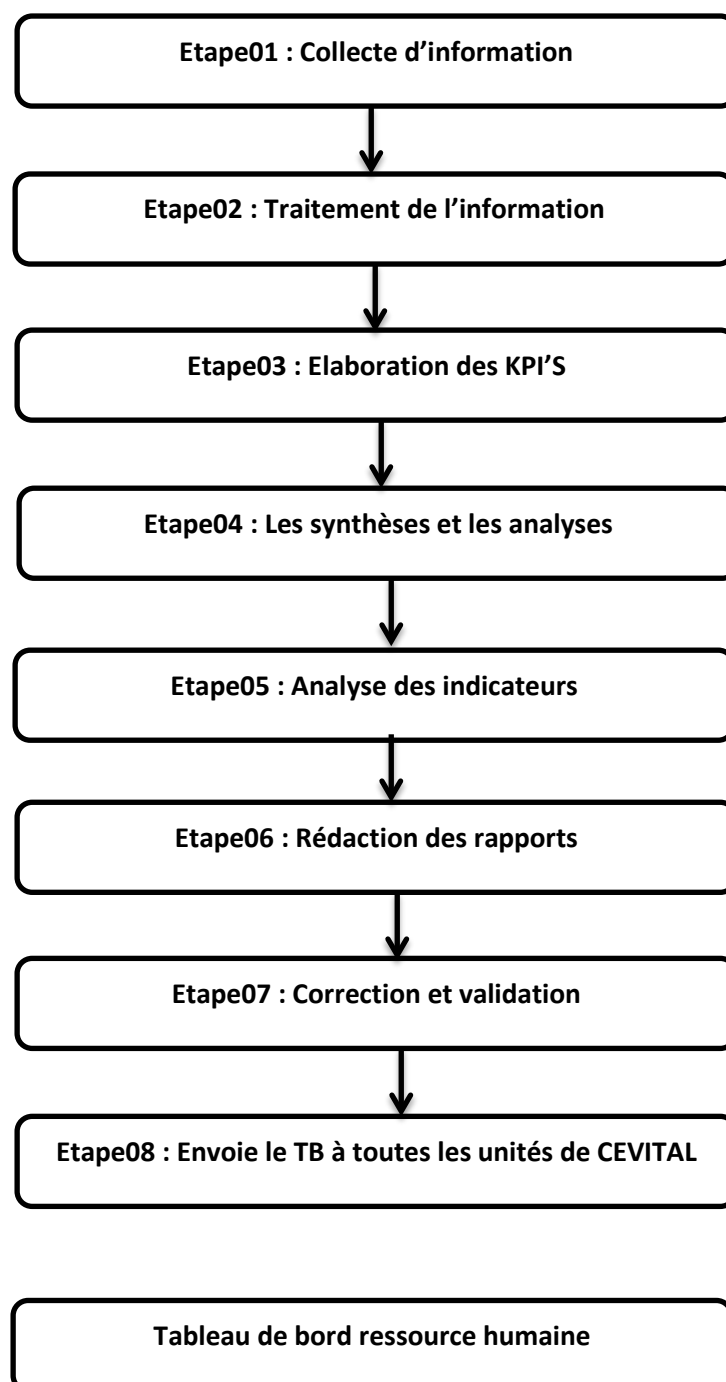 Etape01 : Collecte d’information
Etape02 : Traitement de l’information
Etape03 : Elaboration des KPI’S
Etape04 : Les synthèses et les analyses
Etape05 : Analyse des indicateurs
Etape06 : Rédaction des rapports
Etape07 : Correction et validation
Etape08 : Envoie le TB à toutes les unités de CEVITAL
Tableau de bord ressource humaine